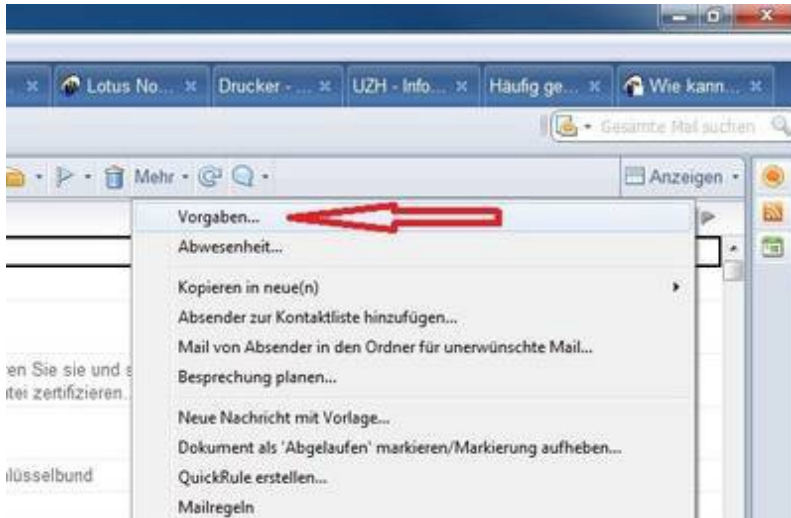 Lotus No...
Drucker - ...
UZH - Info...
Häufig ge...
Wie kann...
Gesamte Mail suchen
Mehr
Anzeigen
Vorgaben...
Abwesenheit...
Kopieren in neue(n)
Absender zur Kontaktliste hinzufügen...
Mail von Absender in den Ordner für unerwünschte Mail...
en Sie sie und s
Besprechung planen...
tei zertifizieren.
Neue Nachricht mit Vorlage...
Dokument als 'Abgelaufen' markieren/Markierung aufheben...
lüsselbund
QuickRule erstellen...
Mailregeln